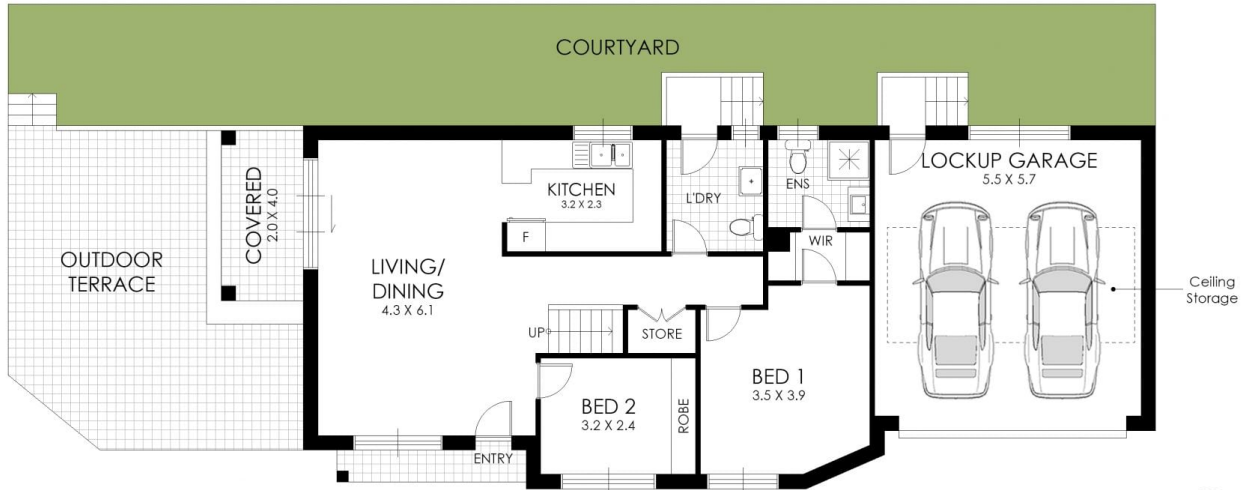 COURTYARD
LOCKUP GARAGE
5.5 X 5.7
COVERED
2.0 X 4.0
KITCHEN
3.2 X 2.3
L'DRY
ENS
F
WIR
OUTDOOR
TERRACE
LIVING/
DINING
4.3 X 6.1
Ceiling
Storage
UP
STORE
BED 1
3.5 X 3.9
BED 2
3.2 X 2.4
ROBE
ENTRY